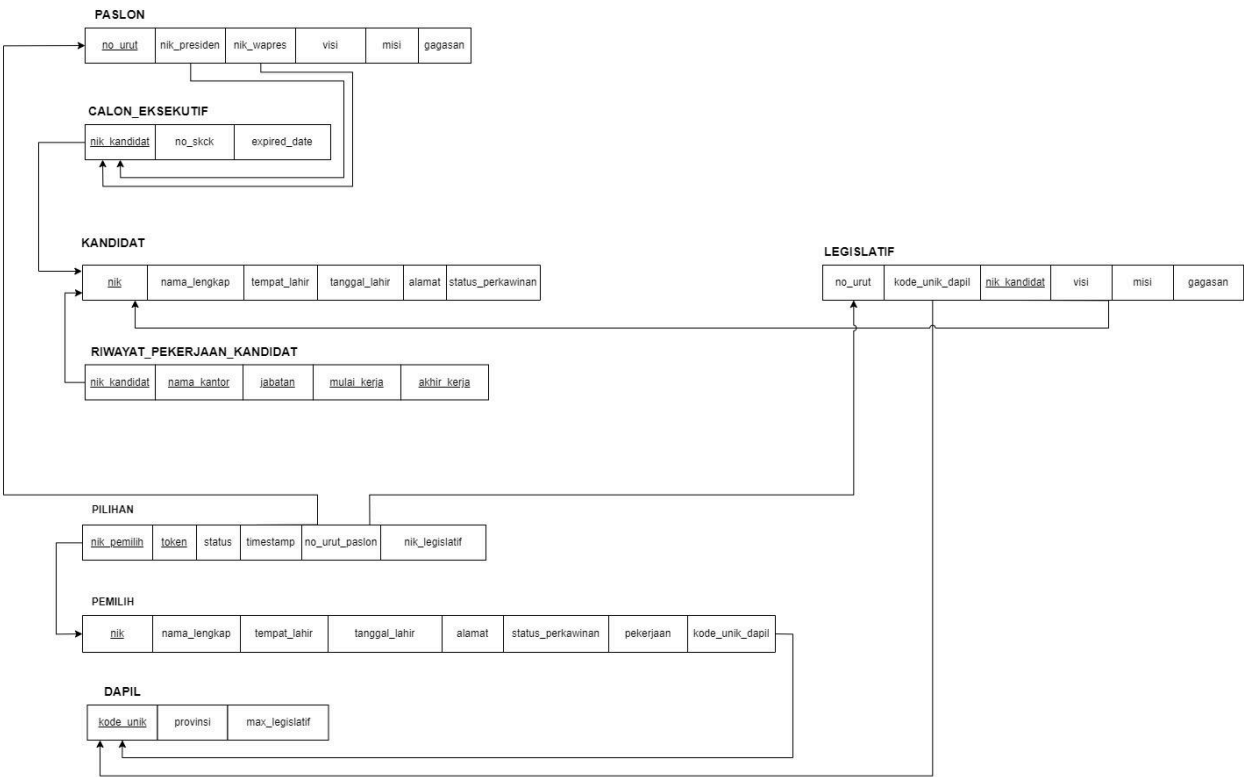 PASLON
no_urut nik_presiden nik_wapres visi misi gagasan
CALON_EKSEKUTIF
nik_kandidat no_skck expired_date
KANDIDAT
nik nama_lengkap tempat_lahir tanggal_lahir alamat status_perkawinan
LEGISLATIF
no_urut kode_unik_dapil nik_kandidat visi misi gagasan
RIWAYAT_PEKERJAAN_KANDIDAT
nik_kandidat nama_kantor jabatan mulai_kerja akhir_kerja
PILIHAN
nik_pemilih token status timestamp no_urut_paslon nik_legislatif
PEMILIH
nik nama_lengkap tempat_lahir tanggal_lahir alamat status_perkawinan pekerjaan kode_unik_dapil
DAPIL
kode_unik provinsi max_legislatif